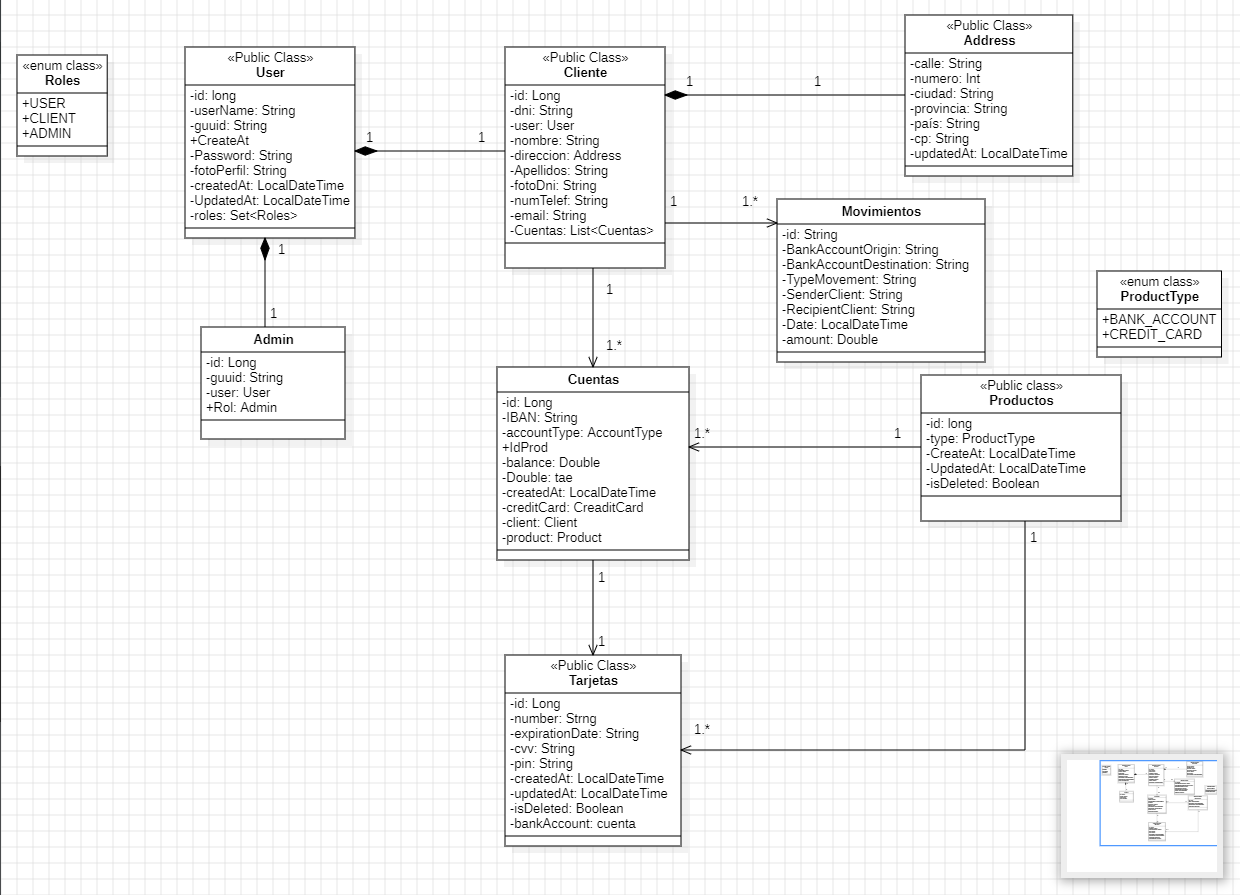 «enum class»
Roles
+USER
+CLIENT
+ADMIN
«Public Class»
User
-id: long
-userName: String
-guuid: String
+CreateAt
-Password: String
-fotoPerfil: String
-createdAt: LocalDateTime
-UpdatedAt: LocalDateTime
-roles: Set<Roles>
1
1
«Public Class»
Cliente
-id: Long
-dni: String
-user: User
-nombre: String
-direccion: Address
-Apellidos: String
-fotoDni: String
-numTelef: String
-email: String
-Cuentas: List<Cuentas>
1
1
«Public Class»
Address
-calle: String
-numero: Int
-ciudad: String
-provincia: String
-país: String
-cp: String
-updatedAt: LocalDateTime
1
1.*
Movimientos
-id: String
-BankAccountOrigin: String
-BankAccountDestination: String
-TypeMovement: String
-SenderClient: String
-RecipientClient: String
-Date: LocalDateTime
-amount: Double
«enum class»
ProductType
+BANK_ACCOUNT
+CREDIT_CARD
1
1
Admin
-id: Long
-guuid: String
-user: User
+Rol: Admin
1
1.*
Cuentas
-id: Long
-IBAN: String
-accountType: AccountType
+IdProd
-balance: Double
-Double: tae
-createdAt: LocalDateTime
-creditCard: CreaditCard
-client: Client
-product: Product
1.*
1
«Public class»
Productos
-id: long
-type: ProductType
-CreateAt: LocalDateTime
-UpdatedAt: LocalDateTime
-isDeleted: Boolean
1
1
1
«Public Class»
Tarjetas
-id: Long
-number: Strng
-expirationDate: String
-cvv: String
-pin: String
-createdAt: LocalDateTime
-updatedAt: LocalDateTime
-isDeleted: Boolean
-bankAccount: cuenta
1.*